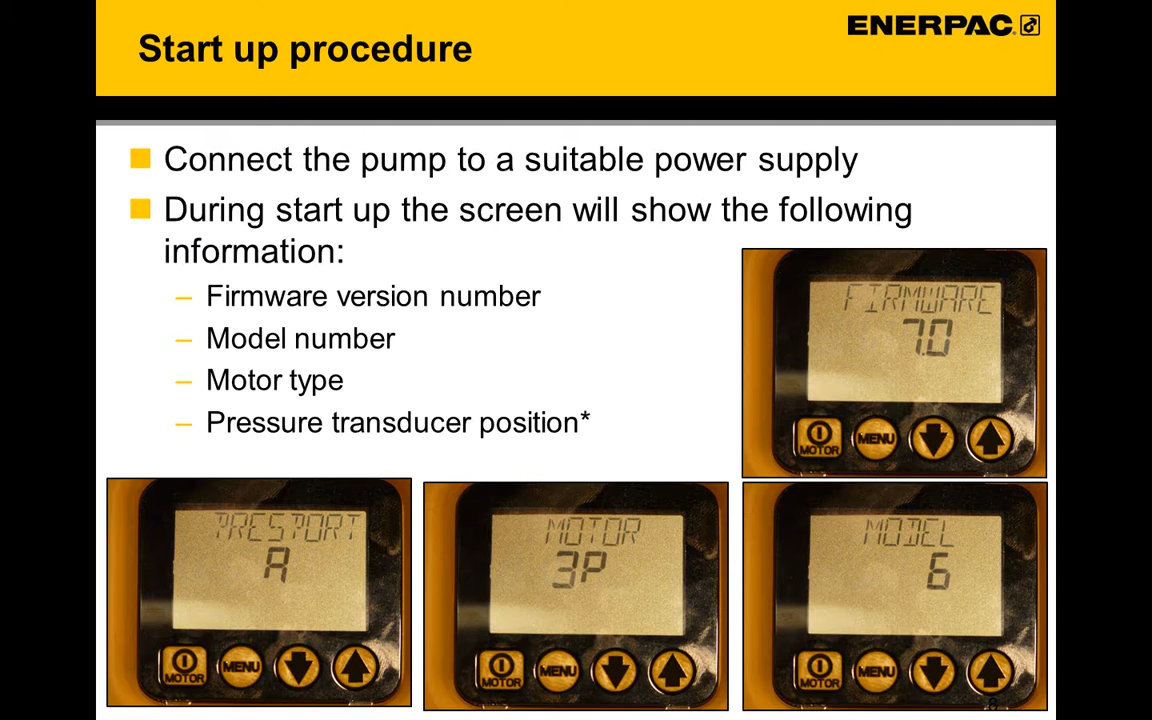 Start up procedure
ENERPAC
Connect the pump to a suitable power supply
During start up the screen will show the following
information:
– Firmware version number
– Model number
– Motor type
– Pressure transducer position*
FIRMWARE
7.0
MOTOR
MENU
PRESPORT
A
MOTOR
MENU
MOTOR
3P
MOTOR
MENU
MODEL
6
MOTOR
MENU